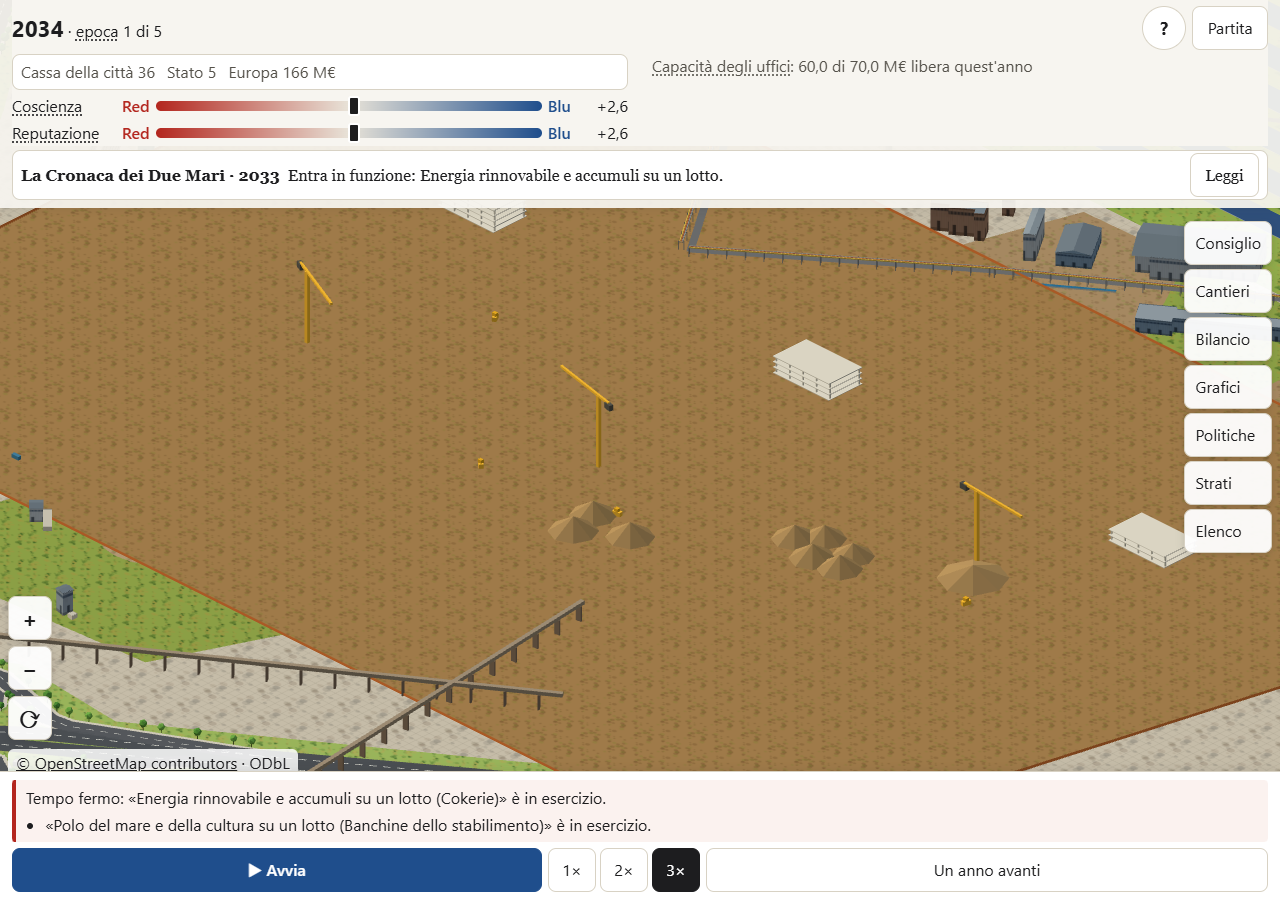 2034 · epoca 1 di 5
?
Partita
Cassa della città 36 Stato 5 Europa 166 M€
Capacità degli uffici: 60,0 di 70,0 M€ libera quest'anno
Coscienza Red Blu +2,6
Reputazione Red Blu +2,6
La Cronaca dei Due Mari · 2033 Entra in funzione: Energia rinnovabile e accumuli su un lotto.
Leggi
Consiglio
Cantieri
Bilancio
Grafici
Politiche
Strati
Elenco
+
−
⟳
© OpenStreetMap contributors · ODbL
Tempo fermo: «Energia rinnovabile e accumuli su un lotto (Cokerie)» è in esercizio.
• «Polo del mare e della cultura su un lotto (Banchine dello stabilimento)» è in esercizio.
▶ Avvia
1×
2×
3×
Un anno avanti